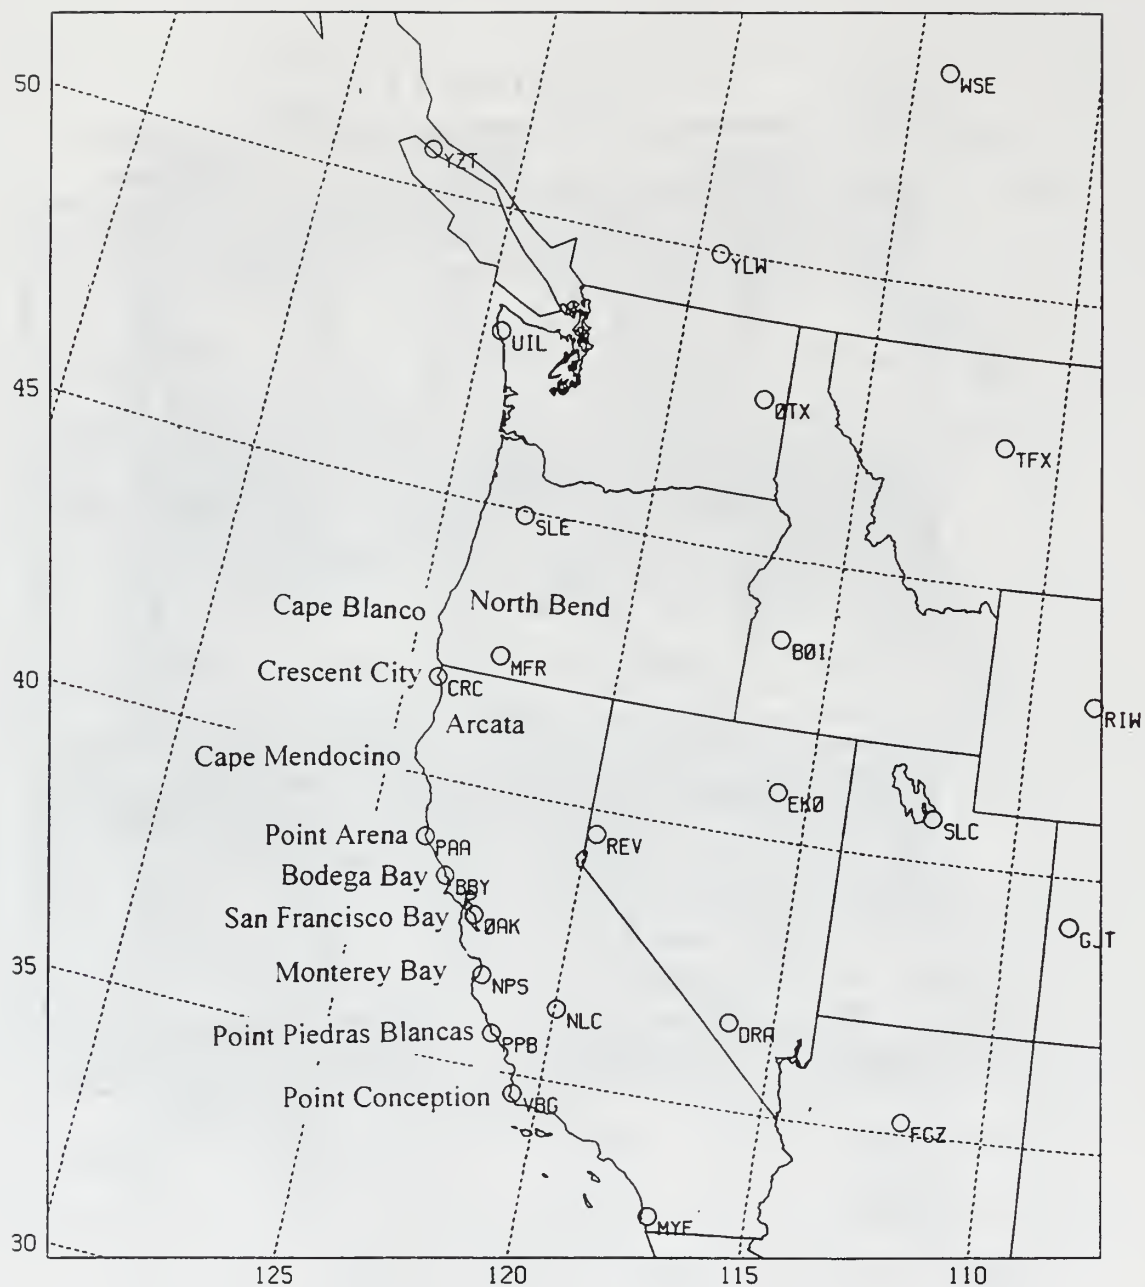 50
WSE
YZT
YLW
UIL
ØTX
45
TFX
SLE
Cape Blanco
North Bend
BØI
MFR
Crescent City
CRC
40
RIW
Arcata
Cape Mendocino
EKØ
SLC
Point Arena
PAA
REV
Bodega Bay
BBY
San Francisco Bay
ØAK
GJT
35
Monterey Bay
NPS
NLC
Point Piedras Blancas
PPB
DRA
Point Conception
VBG
FGZ
MYF
30
125
120
115
110